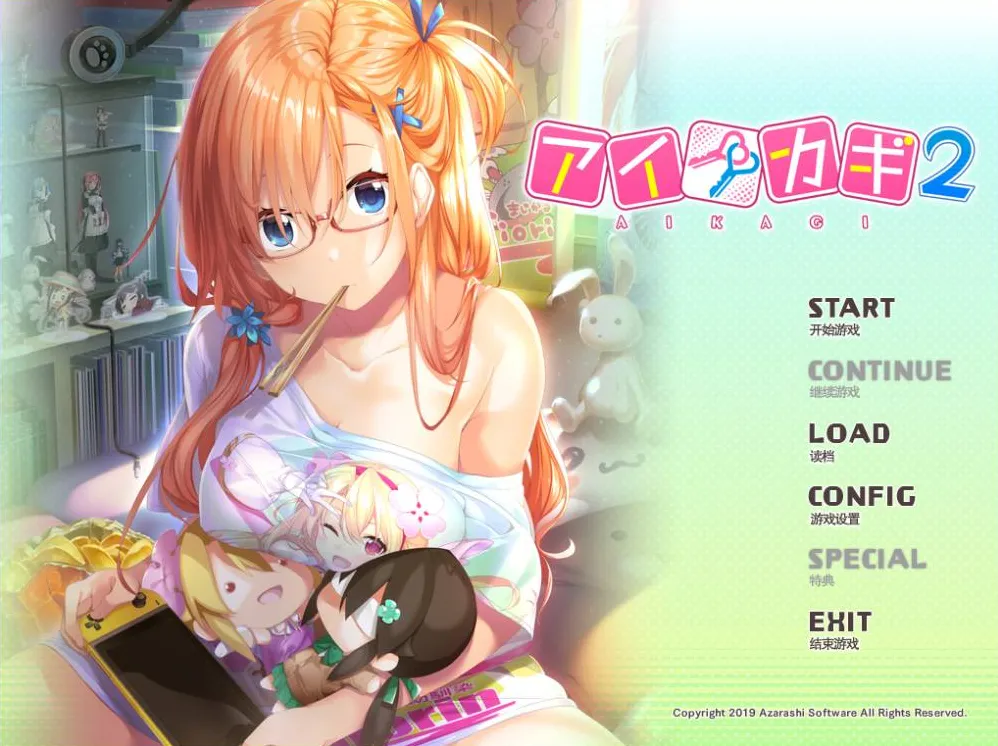 アイカギ2
AIKAGI
START
开始游戏
CONTINUE
继续游戏
LOAD
读档
CONFIG
游戏设置
SPECIAL
特典
EXIT
结束游戏
Copyright 2019 Azarashi Software All Rights Reserved.